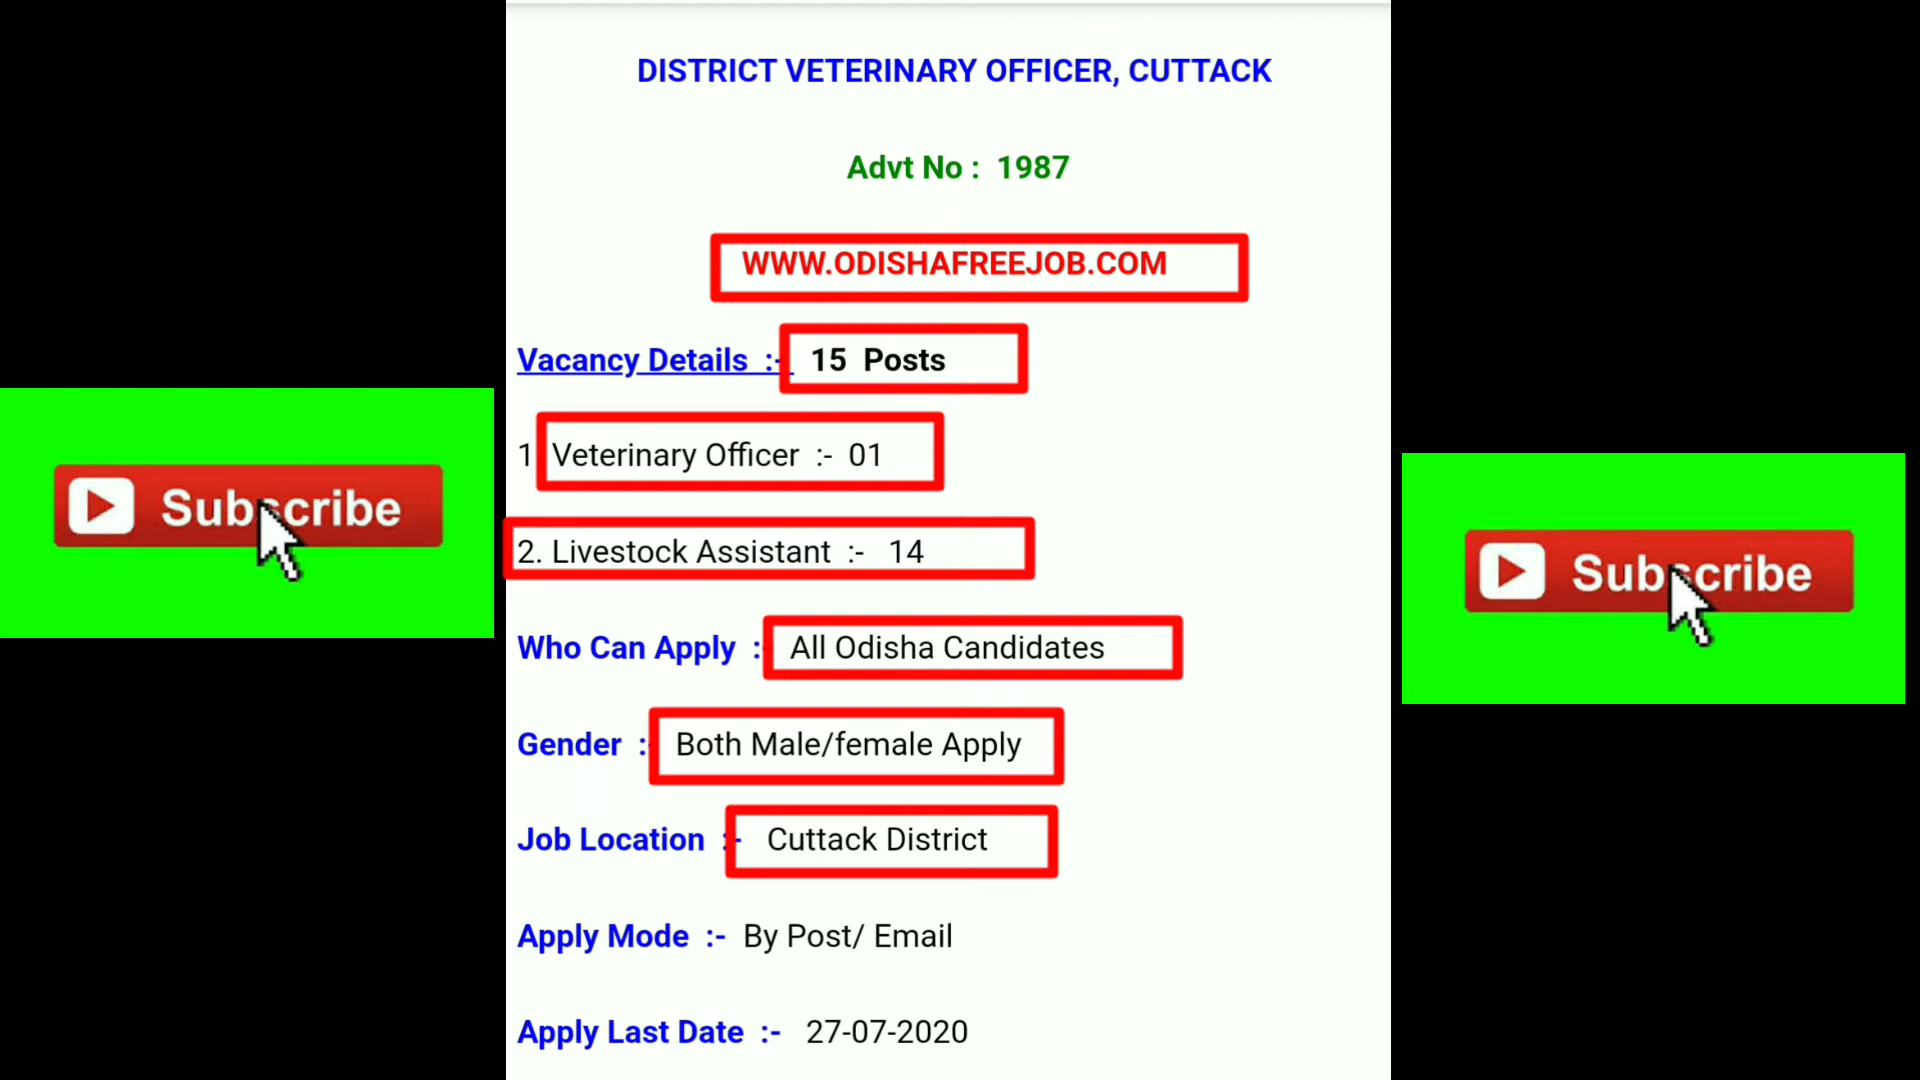 DISTRICT VETERINARY OFFICER, CUTTACK
Advt No :  1987
WWW.ODISHAFREEJOB.COM
Vacancy Details  :-  15  Posts
1  Veterinary Officer  :-  01
2. Livestock Assistant  :-   14
Who Can Apply  :  All Odisha Candidates
Gender  :-  Both Male/female Apply
Job Location  :-   Cuttack District
Apply Mode  :-  By Post/ Email
Apply Last Date  :-   27-07-2020
Subscribe
Subscribe